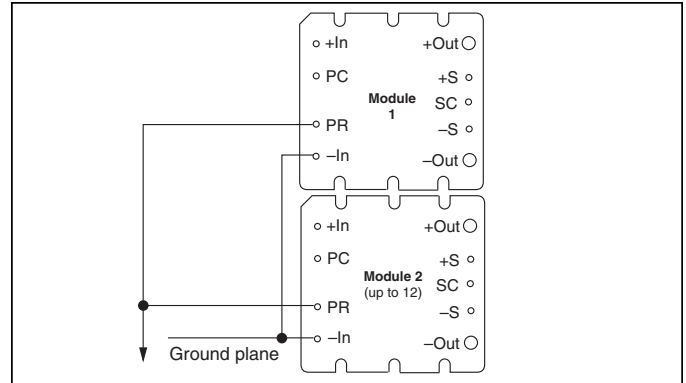 +In +Out
PC +S
Module
1
SC
PR –S
–In –Out
+In +Out
PC +S
Module 2
(up to 12)
SC
PR –S
–In –Out
Ground plane